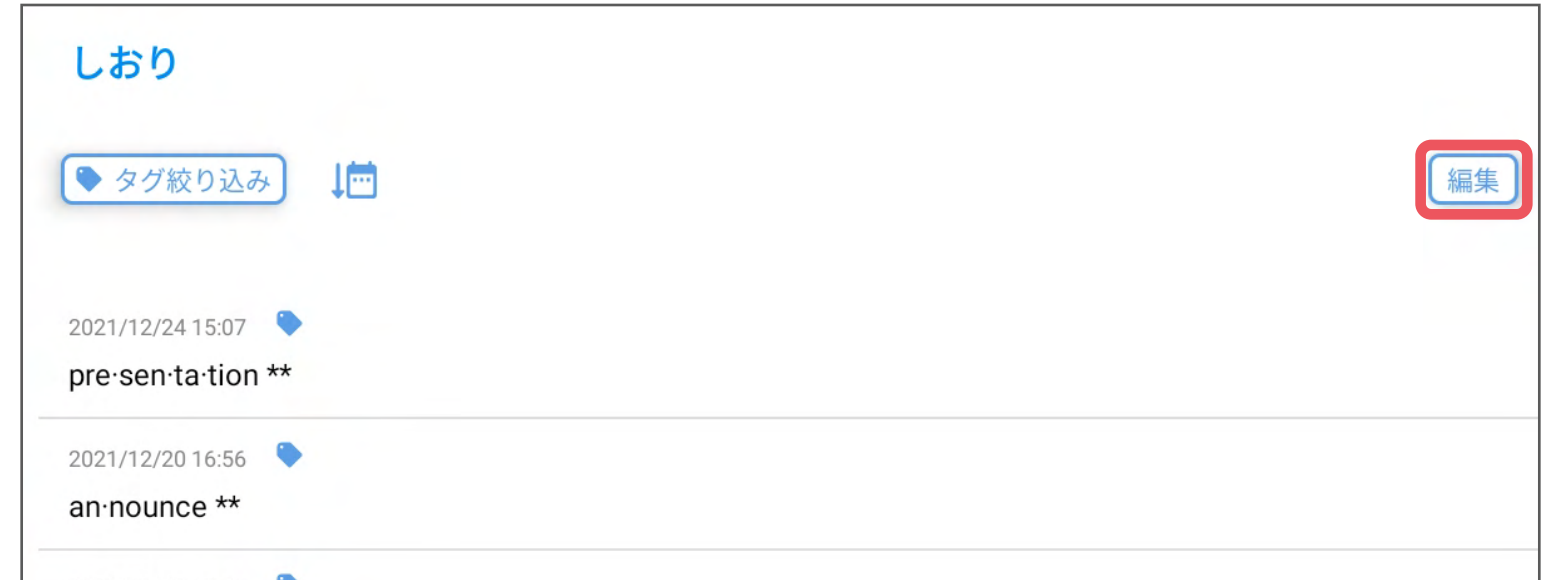 しおり
タグ絞り込み
編集
2021/12/24 15:07
pre·sen·ta·tion **
2021/12/20 16:56
an·nounce **